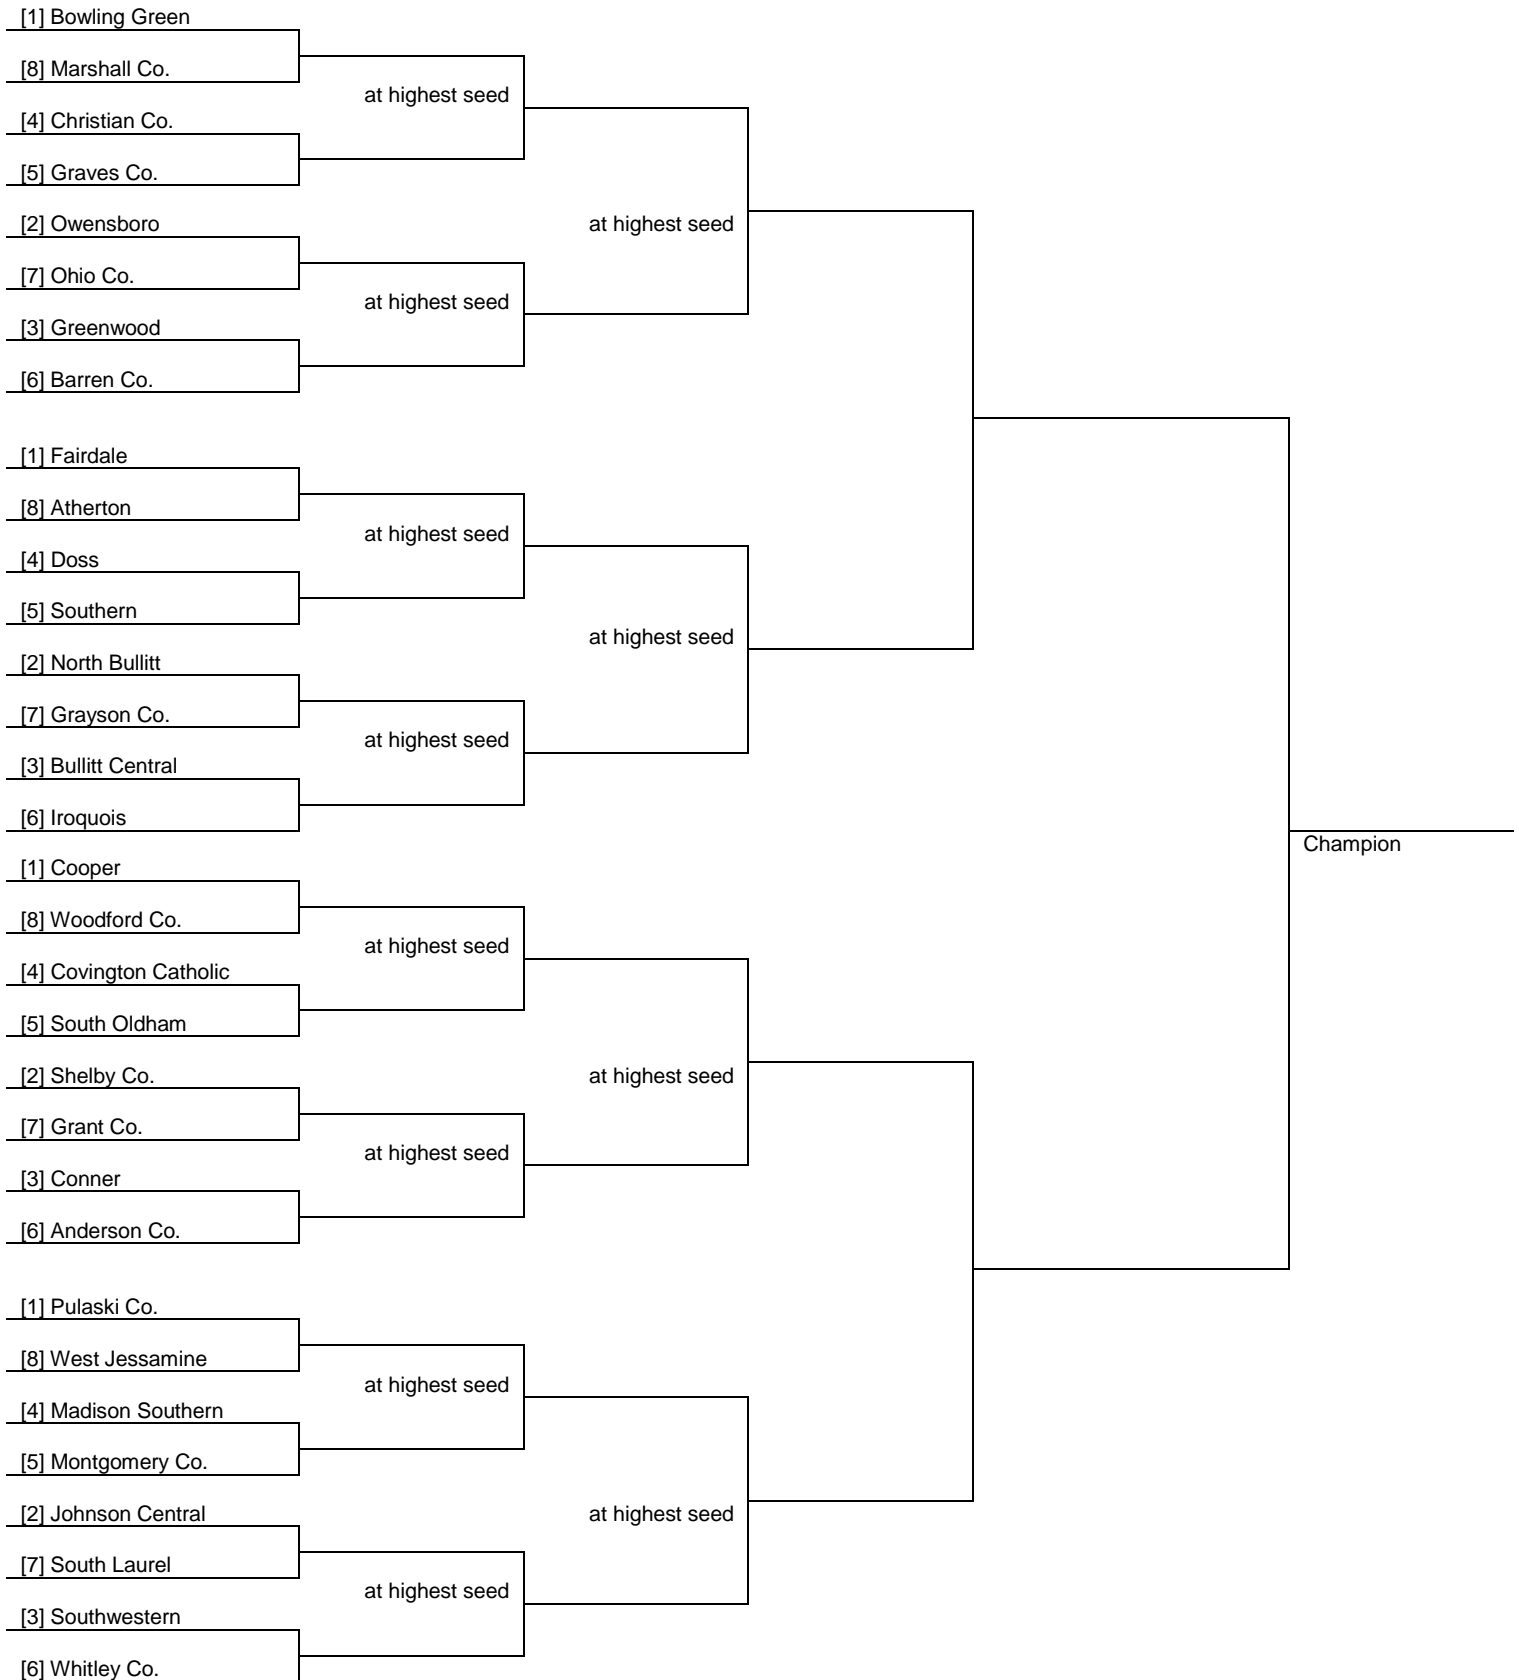 [1] Bowling Green
[8] Marshall Co.
at highest seed
[4] Christian Co.
[5] Graves Co.
[2] Owensboro
at highest seed
[7] Ohio Co.
at highest seed
[3] Greenwood
[6] Barren Co.
[1] Fairdale
[8] Atherton
at highest seed
[4] Doss
[5] Southern
at highest seed
[2] North Bullitt
[7] Grayson Co.
at highest seed
[3] Bullitt Central
[6] Iroquois
Champion
[1] Cooper
[8] Woodford Co.
at highest seed
[4] Covington Catholic
[5] South Oldham
[2] Shelby Co.
at highest seed
[7] Grant Co.
at highest seed
[3] Conner
[6] Anderson Co.
[1] Pulaski Co.
[8] West Jessamine
at highest seed
[4] Madison Southern
[5] Montgomery Co.
[2] Johnson Central
at highest seed
[7] South Laurel
at highest seed
[3] Southwestern
[6] Whitley Co.